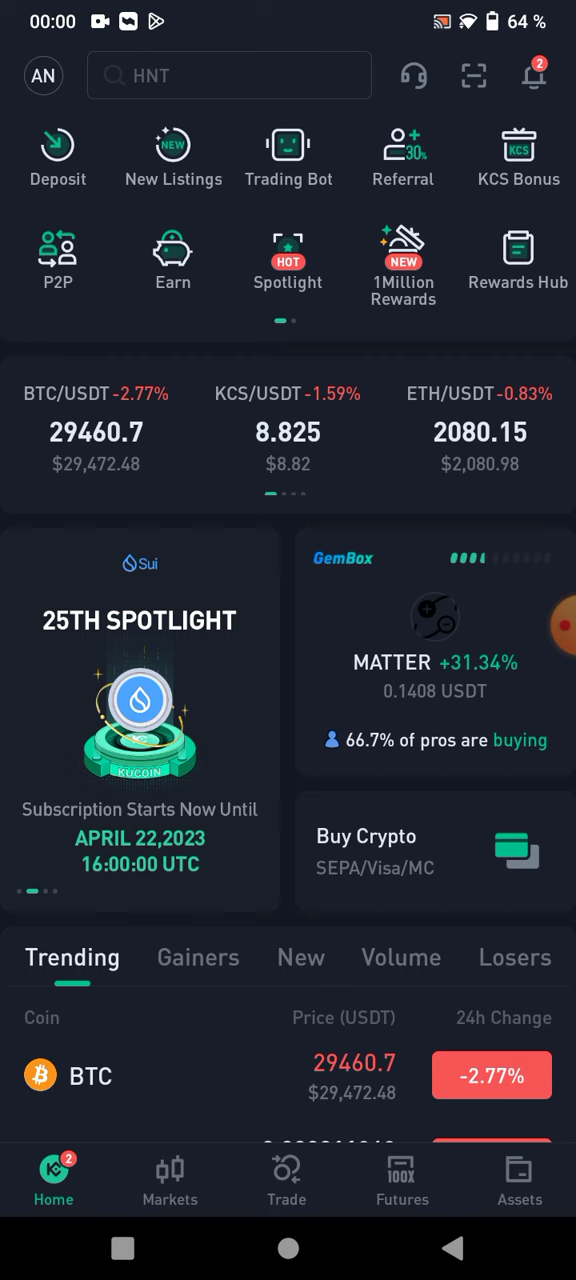 00:00
64 %
AN
HNT
2
Deposit
New Listings
Trading Bot
Referral
KCS Bonus
NEW
30%
KCS
P2P
Earn
Spotlight
1Million
Rewards
Rewards Hub
HOT
NEW
BTC/USDT -2.77%
KCS/USDT -1.59%
ETH/USDT -0.83%
29460.7
8.825
2080.15
$29,472.48
$8.82
$2,080.98
Sui
25TH SPOTLIGHT
KUCOIN
Subscription Starts Now Until
APRIL 22,2023
16:00:00 UTC
GemBox
MATTER +31.34%
0.1408 USDT
66.7% of pros are buying
Buy Crypto
SEPA/Visa/MC
Trending
Gainers
New
Volume
Losers
Coin
Price (USDT)
24h Change
BTC
29460.7
$29,472.48
-2.77%
2
100X
Home
Markets
Trade
Futures
Assets